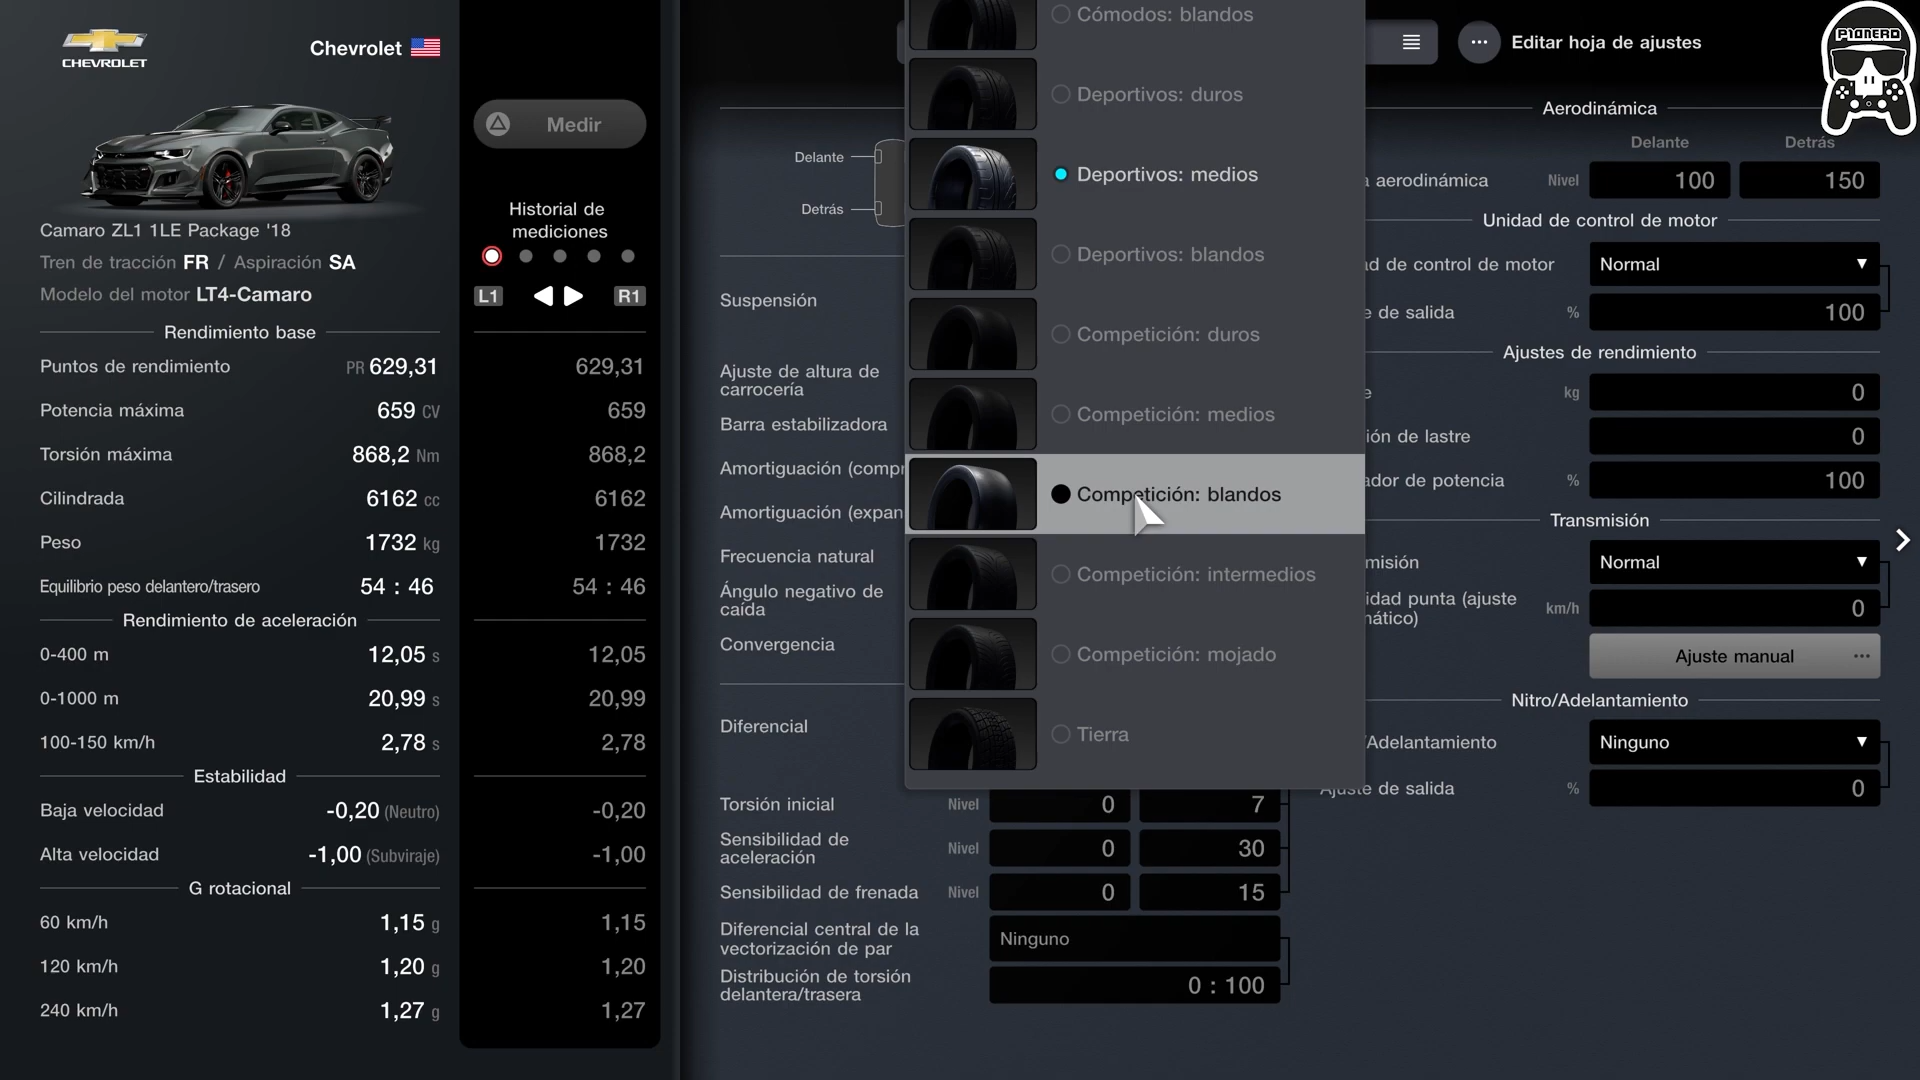 CHEVROLET
Chevrolet
Camaro ZL1 1LE Package '18
Tren de tracción FR / Aspiración SA
Modelo del motor LT4-Camaro
Rendimiento base
Puntos de rendimiento PR 629,31
Potencia máxima 659 CV
Torsión máxima 868,2 Nm
Cilindrada 6162 cc
Peso 1732 kg
Equilibrio peso delantero/trasero 54 : 46
Rendimiento de aceleración
0-400 m 12,05 s
0-1000 m 20,99 s
100-150 km/h 2,78 s
Estabilidad
Baja velocidad -0,20 (Neutro)
Alta velocidad -1,00 (Subviraje)
G rotacional
60 km/h 1,15 g
120 km/h 1,20 g
240 km/h 1,27 g
Medir
Historial de
mediciones
L1 R1
629,31
659
868,2
6162
1732
54 : 46
12,05
20,99
2,78
-0,20
-1,00
1,15
1,20
1,27
Delante
Detrás
Suspensión
Ajuste de altura de
carrocería
Barra estabilizadora
Amortiguación (compr
Amortiguación (expan
Frecuencia natural
Ángulo negativo de
caída
Convergencia
Diferencial
Torsión inicial Nivel 0 7
Sensibilidad de
aceleración Nivel 0 30
Sensibilidad de frenada Nivel 0 15
Diferencial central de la
vectorización de par Ninguno
Distribución de torsión
delantera/trasera 0 : 100
Cómodos: blandos
Deportivos: duros
Deportivos: medios
Deportivos: blandos
Competición: duros
Competición: medios
Competición: blandos
Competición: intermedios
Competición: mojado
Tierra
Editar hoja de ajustes
P1ANERO
Aerodinámica
Delante Detrás
a aerodinámica Nivel 100 150
Unidad de control de motor
ad de control de motor Normal
e de salida % 100
Ajustes de rendimiento
e kg 0
ión de lastre 0
ador de potencia % 100
Transmisión
misión Normal
idad punta (ajuste
mático) km/h 0
Ajuste manual
Nitro/Adelantamiento
/Adelantamiento Ninguno
Ajuste de salida % 0